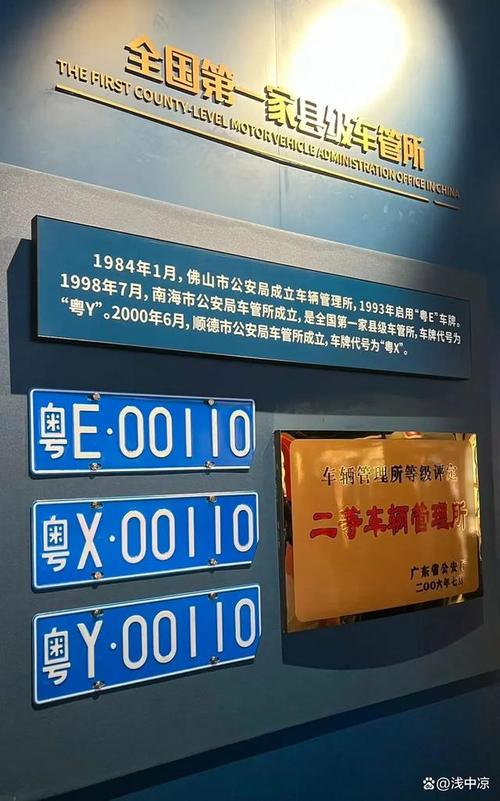 全国第一家县级车管所
THE FIRST COUNTY-LEVEL MOTOR VEHICLE ADMINISTRATION OFFICE IN CHINA
1984年1月,佛山市公安局成立车辆管理所,1993年启用“粤E”车牌。
1998年7月,南海市公安局车管所成立,是全国第一家县级车管所,车牌代号为
“粤Y”。2000年6月,顺德市公安局车管所成立,车牌代号为“粤X”。
粤E·00110
粤X·00110
粤Y·00110
车辆管理所等级评定
二等车辆管理所
广东省公安厅
二〇〇六年七月
百家号/浅中凉